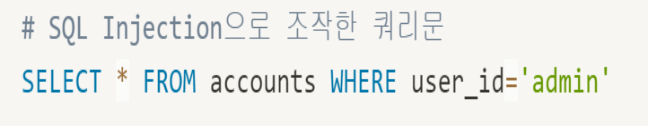 # SQL Injection으로 조작한 쿼리문
SELECT * FROM accounts WHERE user_id='admin'